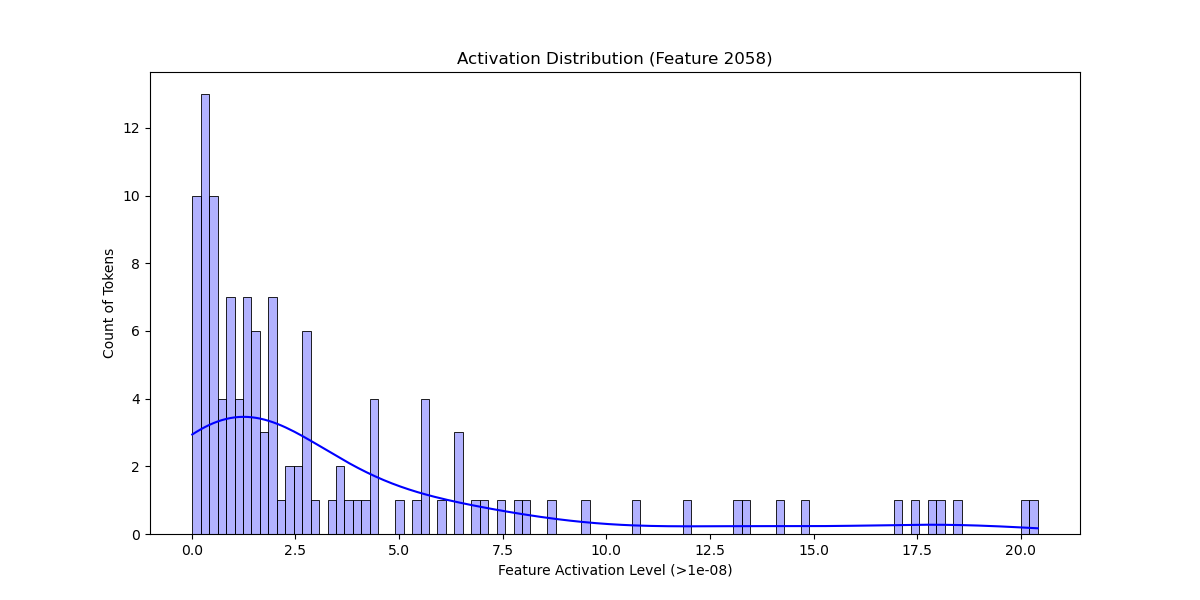 Activation Distribution (Feature 2058)
Count of Tokens
12
10
8
6
4
2
0
0.0 2.5 5.0 7.5 10.0 12.5 15.0 17.5 20.0
Feature Activation Level (>1e-08)